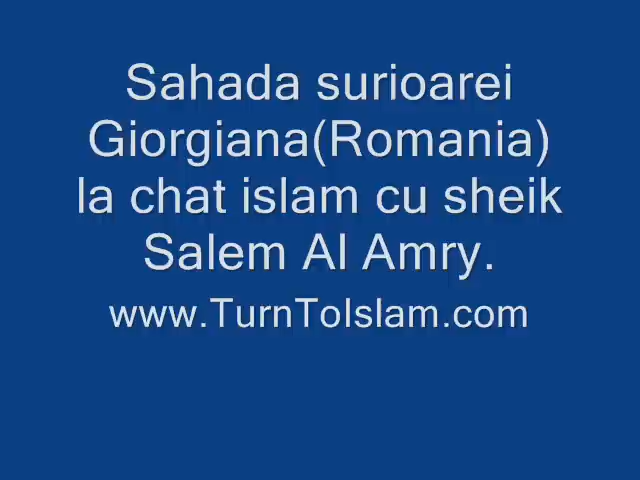 Sahada surioarei
Giorgiana(Romania)
la chat islam cu sheik
Salem Al Amry.
www.TurnToIslam.com